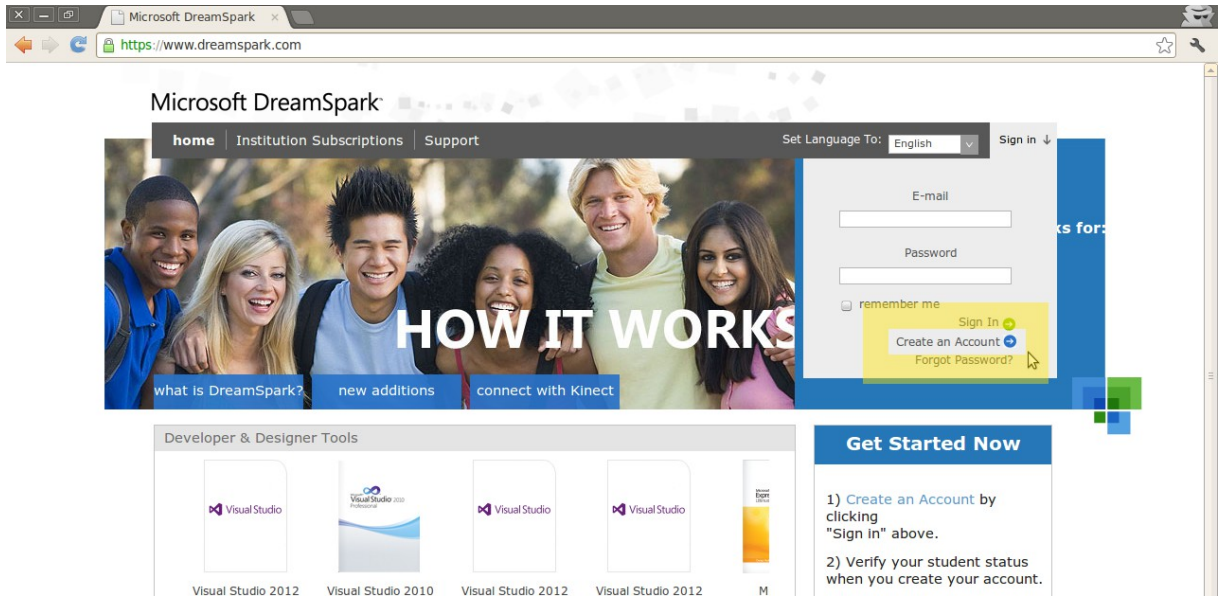 Microsoft DreamSpark
https://www.dreamspark.com
Microsoft DreamSpark
home Institution Subscriptions Support Set Language To: English Sign in
E-mail
ks for:
Password
remember me
Sign In
Create an Account
Forgot Password?
HOW IT WORKS
what is DreamSpark? new additions connect with Kinect
Developer & Designer Tools
Visual Studio
Visual Studio 2010
Professional
Visual Studio
Visual Studio
Visual Studio 2012 Visual Studio 2010 Visual Studio 2012 Visual Studio 2012 M
Get Started Now
1) Create an Account by
clicking
"Sign in" above.
2) Verify your student status
when you create your account.